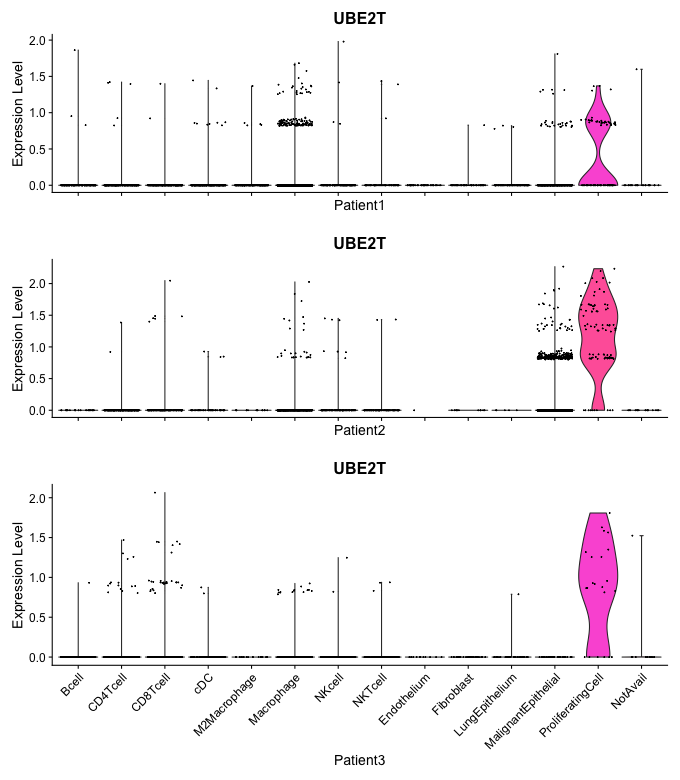 UBE2T
Expression Level
2.0
1.5
1.0
0.5
0.0
Patient1
UBE2T
Expression Level
2.0
1.5
1.0
0.5
0.0
Patient2
UBE2T
Expression Level
2.0
1.5
1.0
0.5
0.0
Bcell
CD4Tcell
CD8Tcell
cDC
M2Macrophage
Macrophage
NKcell
NKTcell
Endothelium
Fibroblast
LungEpithelium
MalignantEpithelial
ProliferatingCell
NotAvail
Patient3